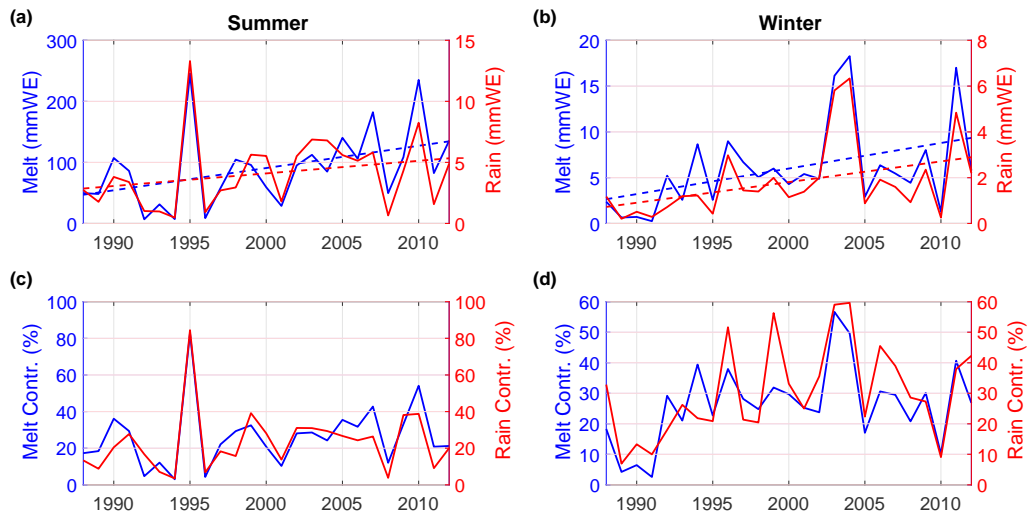 (a) Summer
Melt (mmWE)
300
200
100
0
15
10
5
0
Rain (mmWE)
1990 1995 2000 2005 2010
(b) Winter
Melt (mmWE)
20
15
10
5
0
8
6
4
2
0
Rain (mmWE)
1990 1995 2000 2005 2010
(c)
Melt Contr. (%)
100
80
60
40
20
0
100
80
60
40
20
0
Rain Contr. (%)
1990 1995 2000 2005 2010
(d)
Melt Contr. (%)
60
50
40
30
20
10
0
60
50
40
30
20
10
0
Rain Contr. (%)
1990 1995 2000 2005 2010